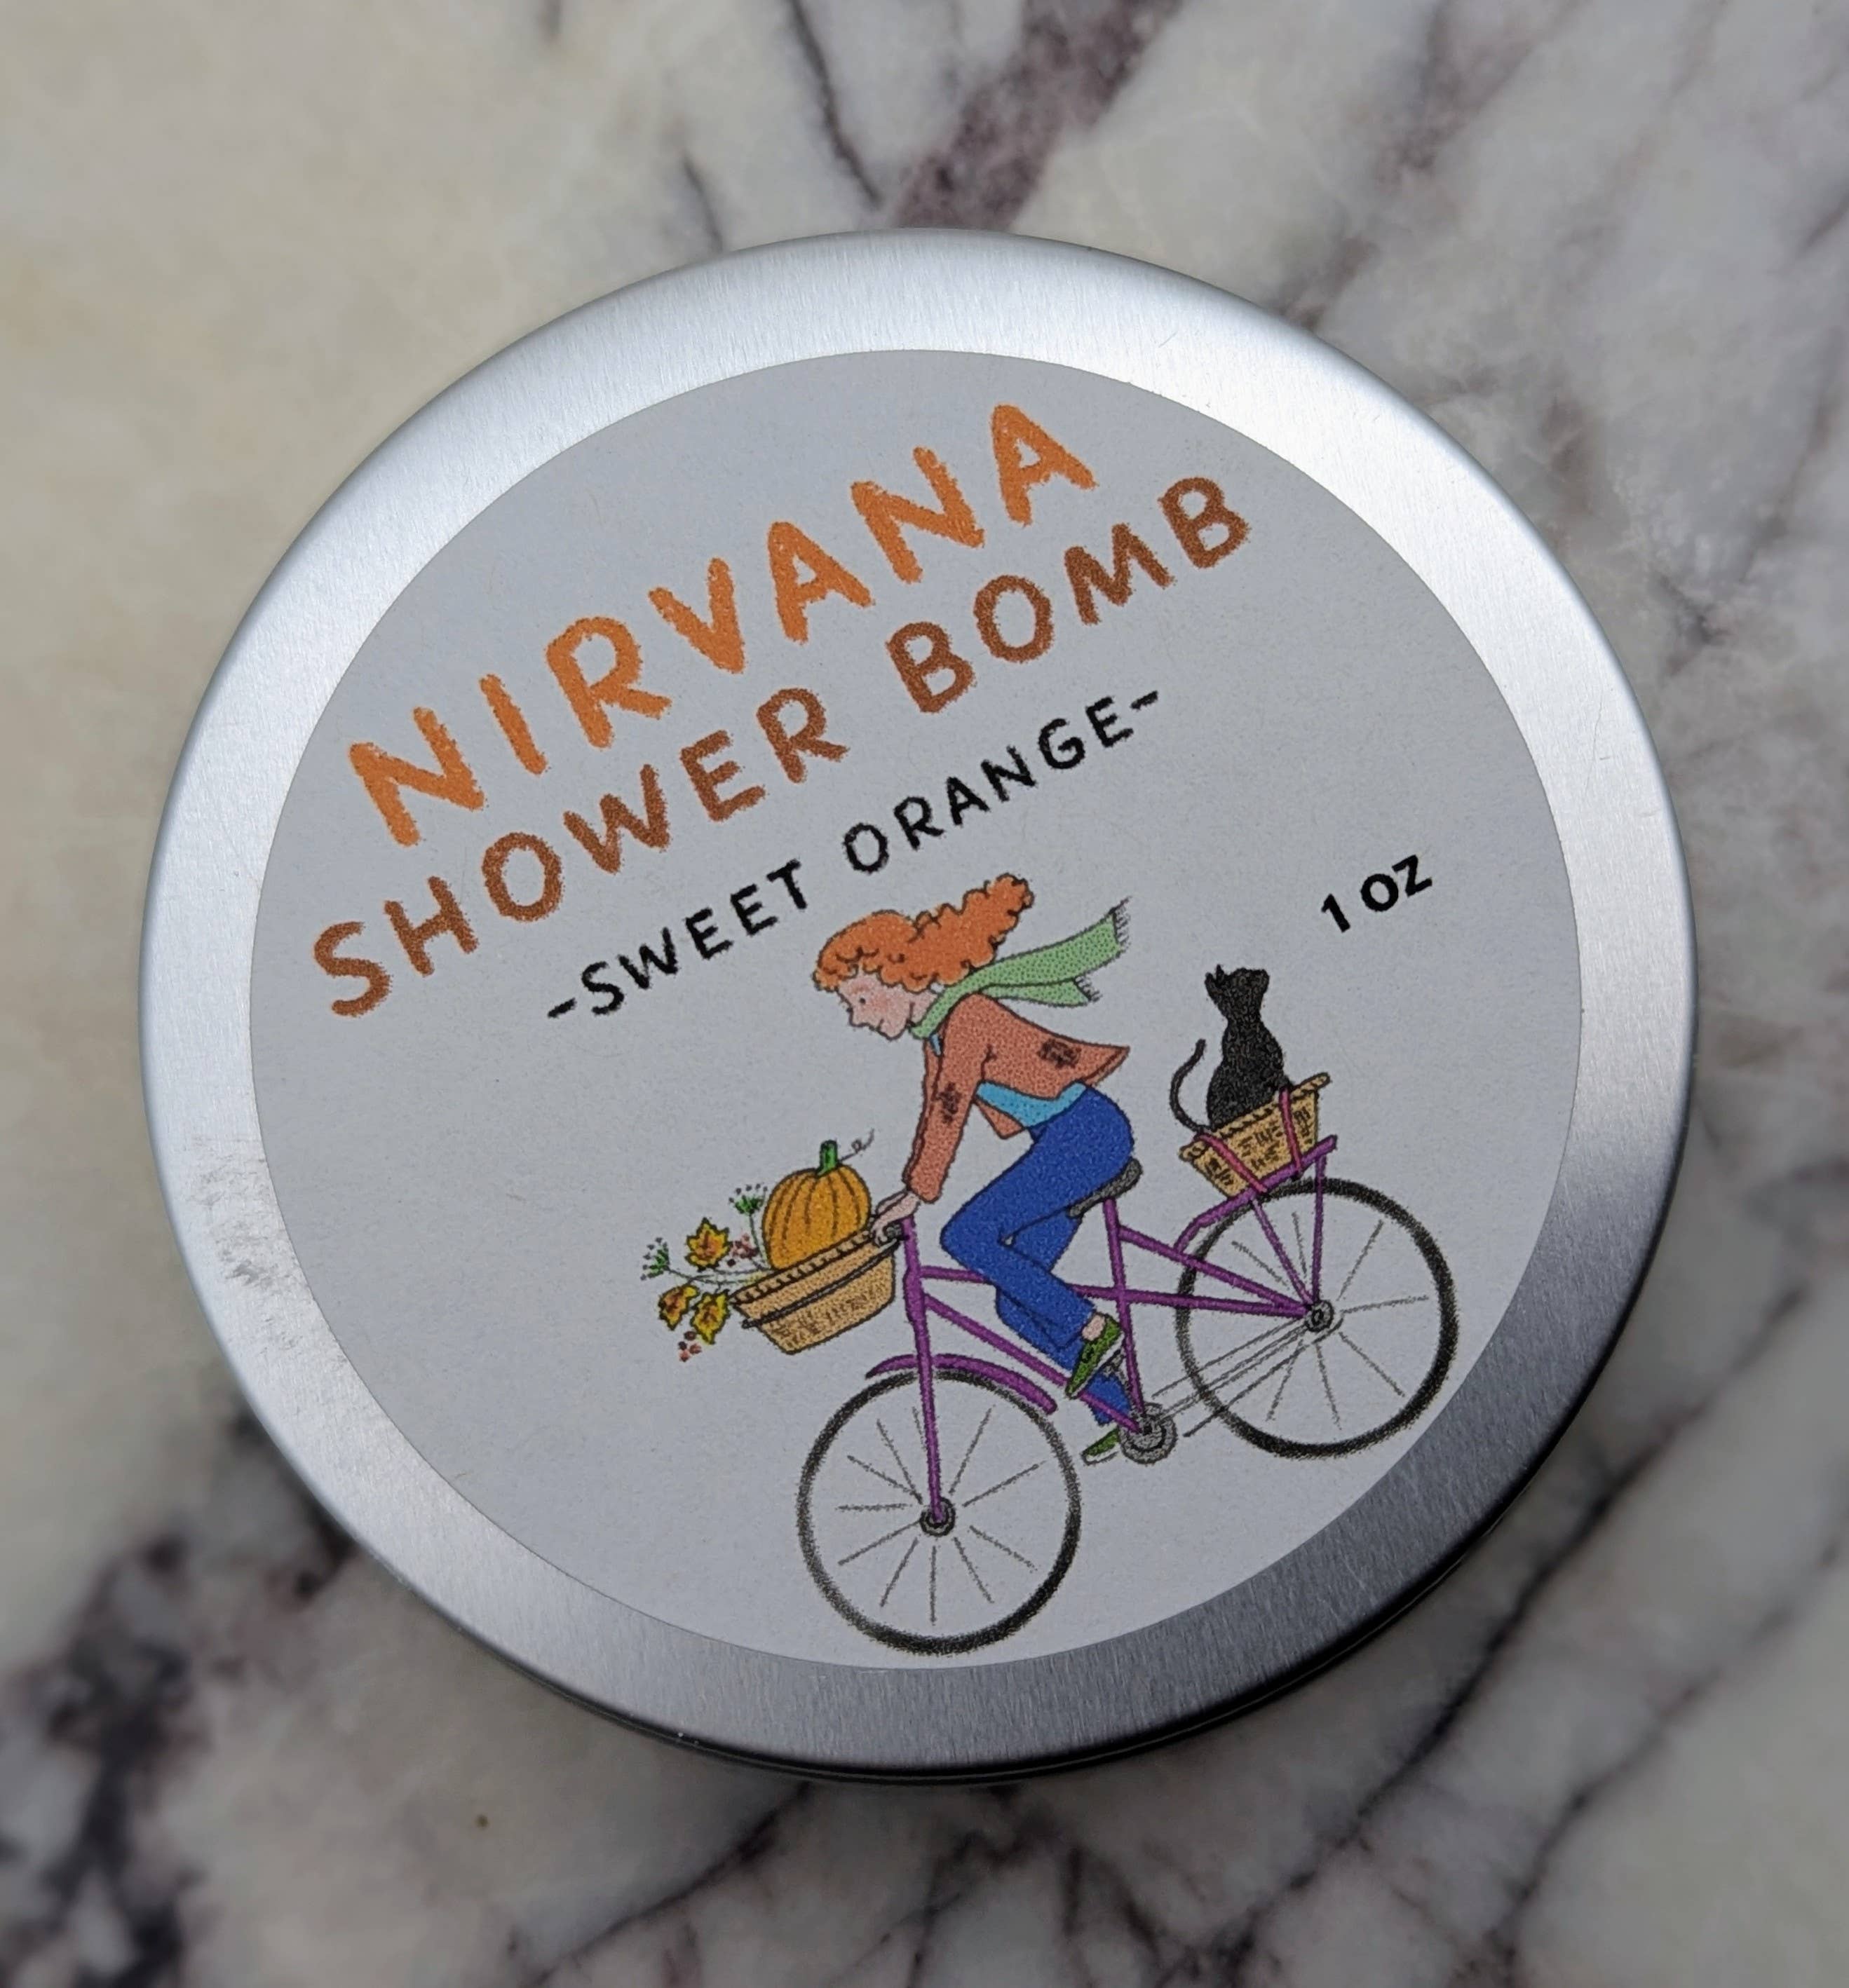 NIRVANA
SHOWER BOMB
-SWEET ORANGE-
1 OZ